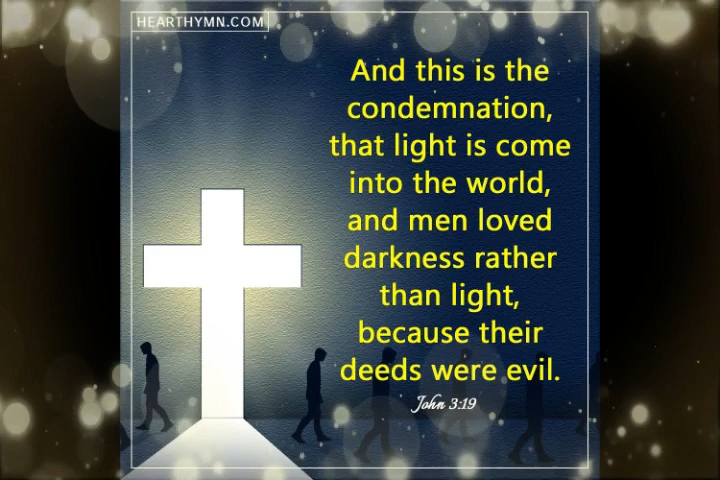 HEARTHYMN.COM
And this is the
condemnation,
that light is come
into the world,
and men loved
darkness rather
than light,
because their
deeds were evil.
John 3:19